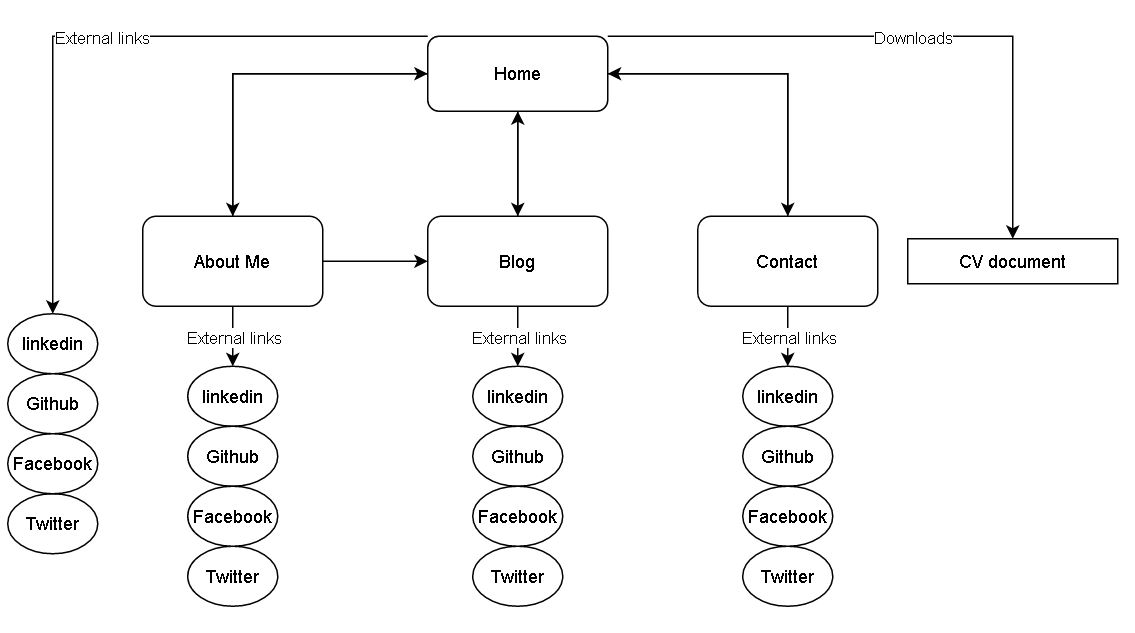 External links
Downloads
Home
About Me
Blog
Contact
CV document
linkedin
Github
Facebook
Twitter
External links
linkedin
Github
Facebook
Twitter
External links
linkedin
Github
Facebook
Twitter
External links
linkedin
Github
Facebook
Twitter